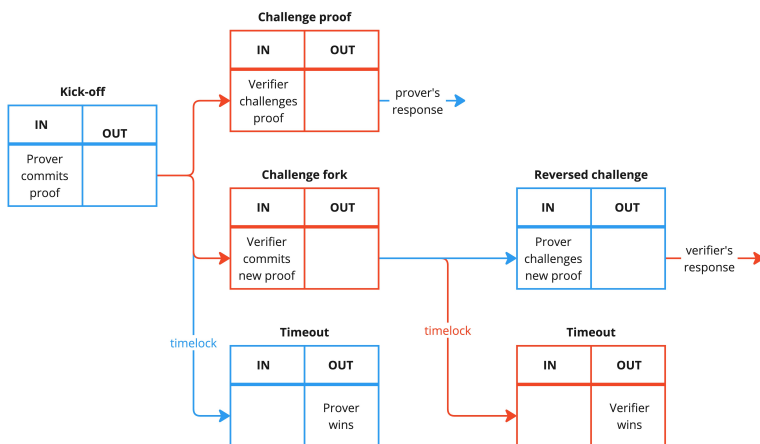 Challenge proof
IN OUT
Verifier
challenges
proof
prover's
response
Kick-off
IN OUT
Prover
commits
proof
Challenge fork
IN OUT
Verifier
commits
new proof
Reversed challenge
IN OUT
Prover
challenges
new proof
verifier's
response
timelock
Timeout
IN OUT
Prover
wins
timelock
Timeout
IN OUT
Verifier
wins